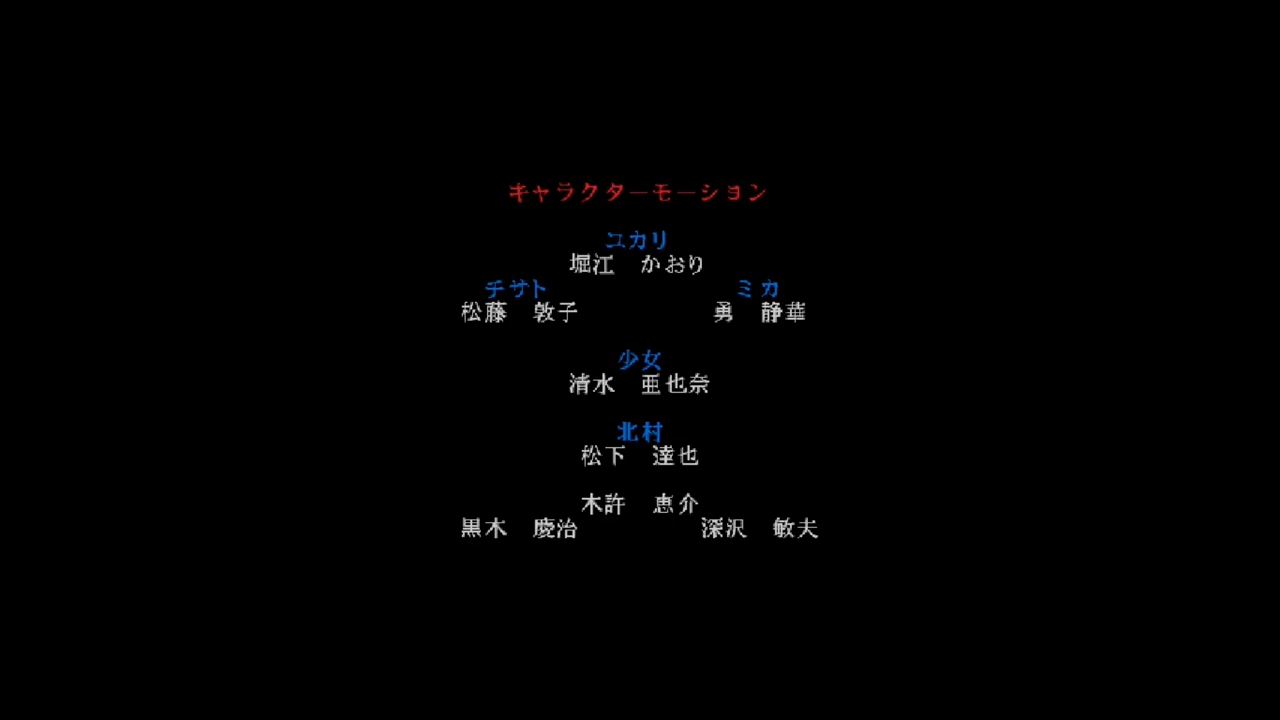 キャラクターモーション
ユカリ
堀江　かおり
チサト　ミカ
松藤　敦子　勇　静華
少女
清水　亜也奈
北村
松下　達也
木許　恵介
黒木　慶治　深沢　敏夫